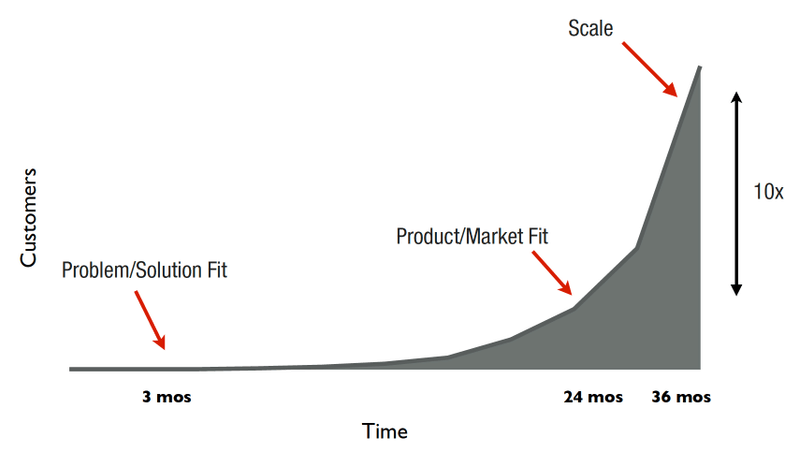 Scale
10x
Product/Market Fit
Customers
Problem/Solution Fit
3 mos
24 mos
36 mos
Time